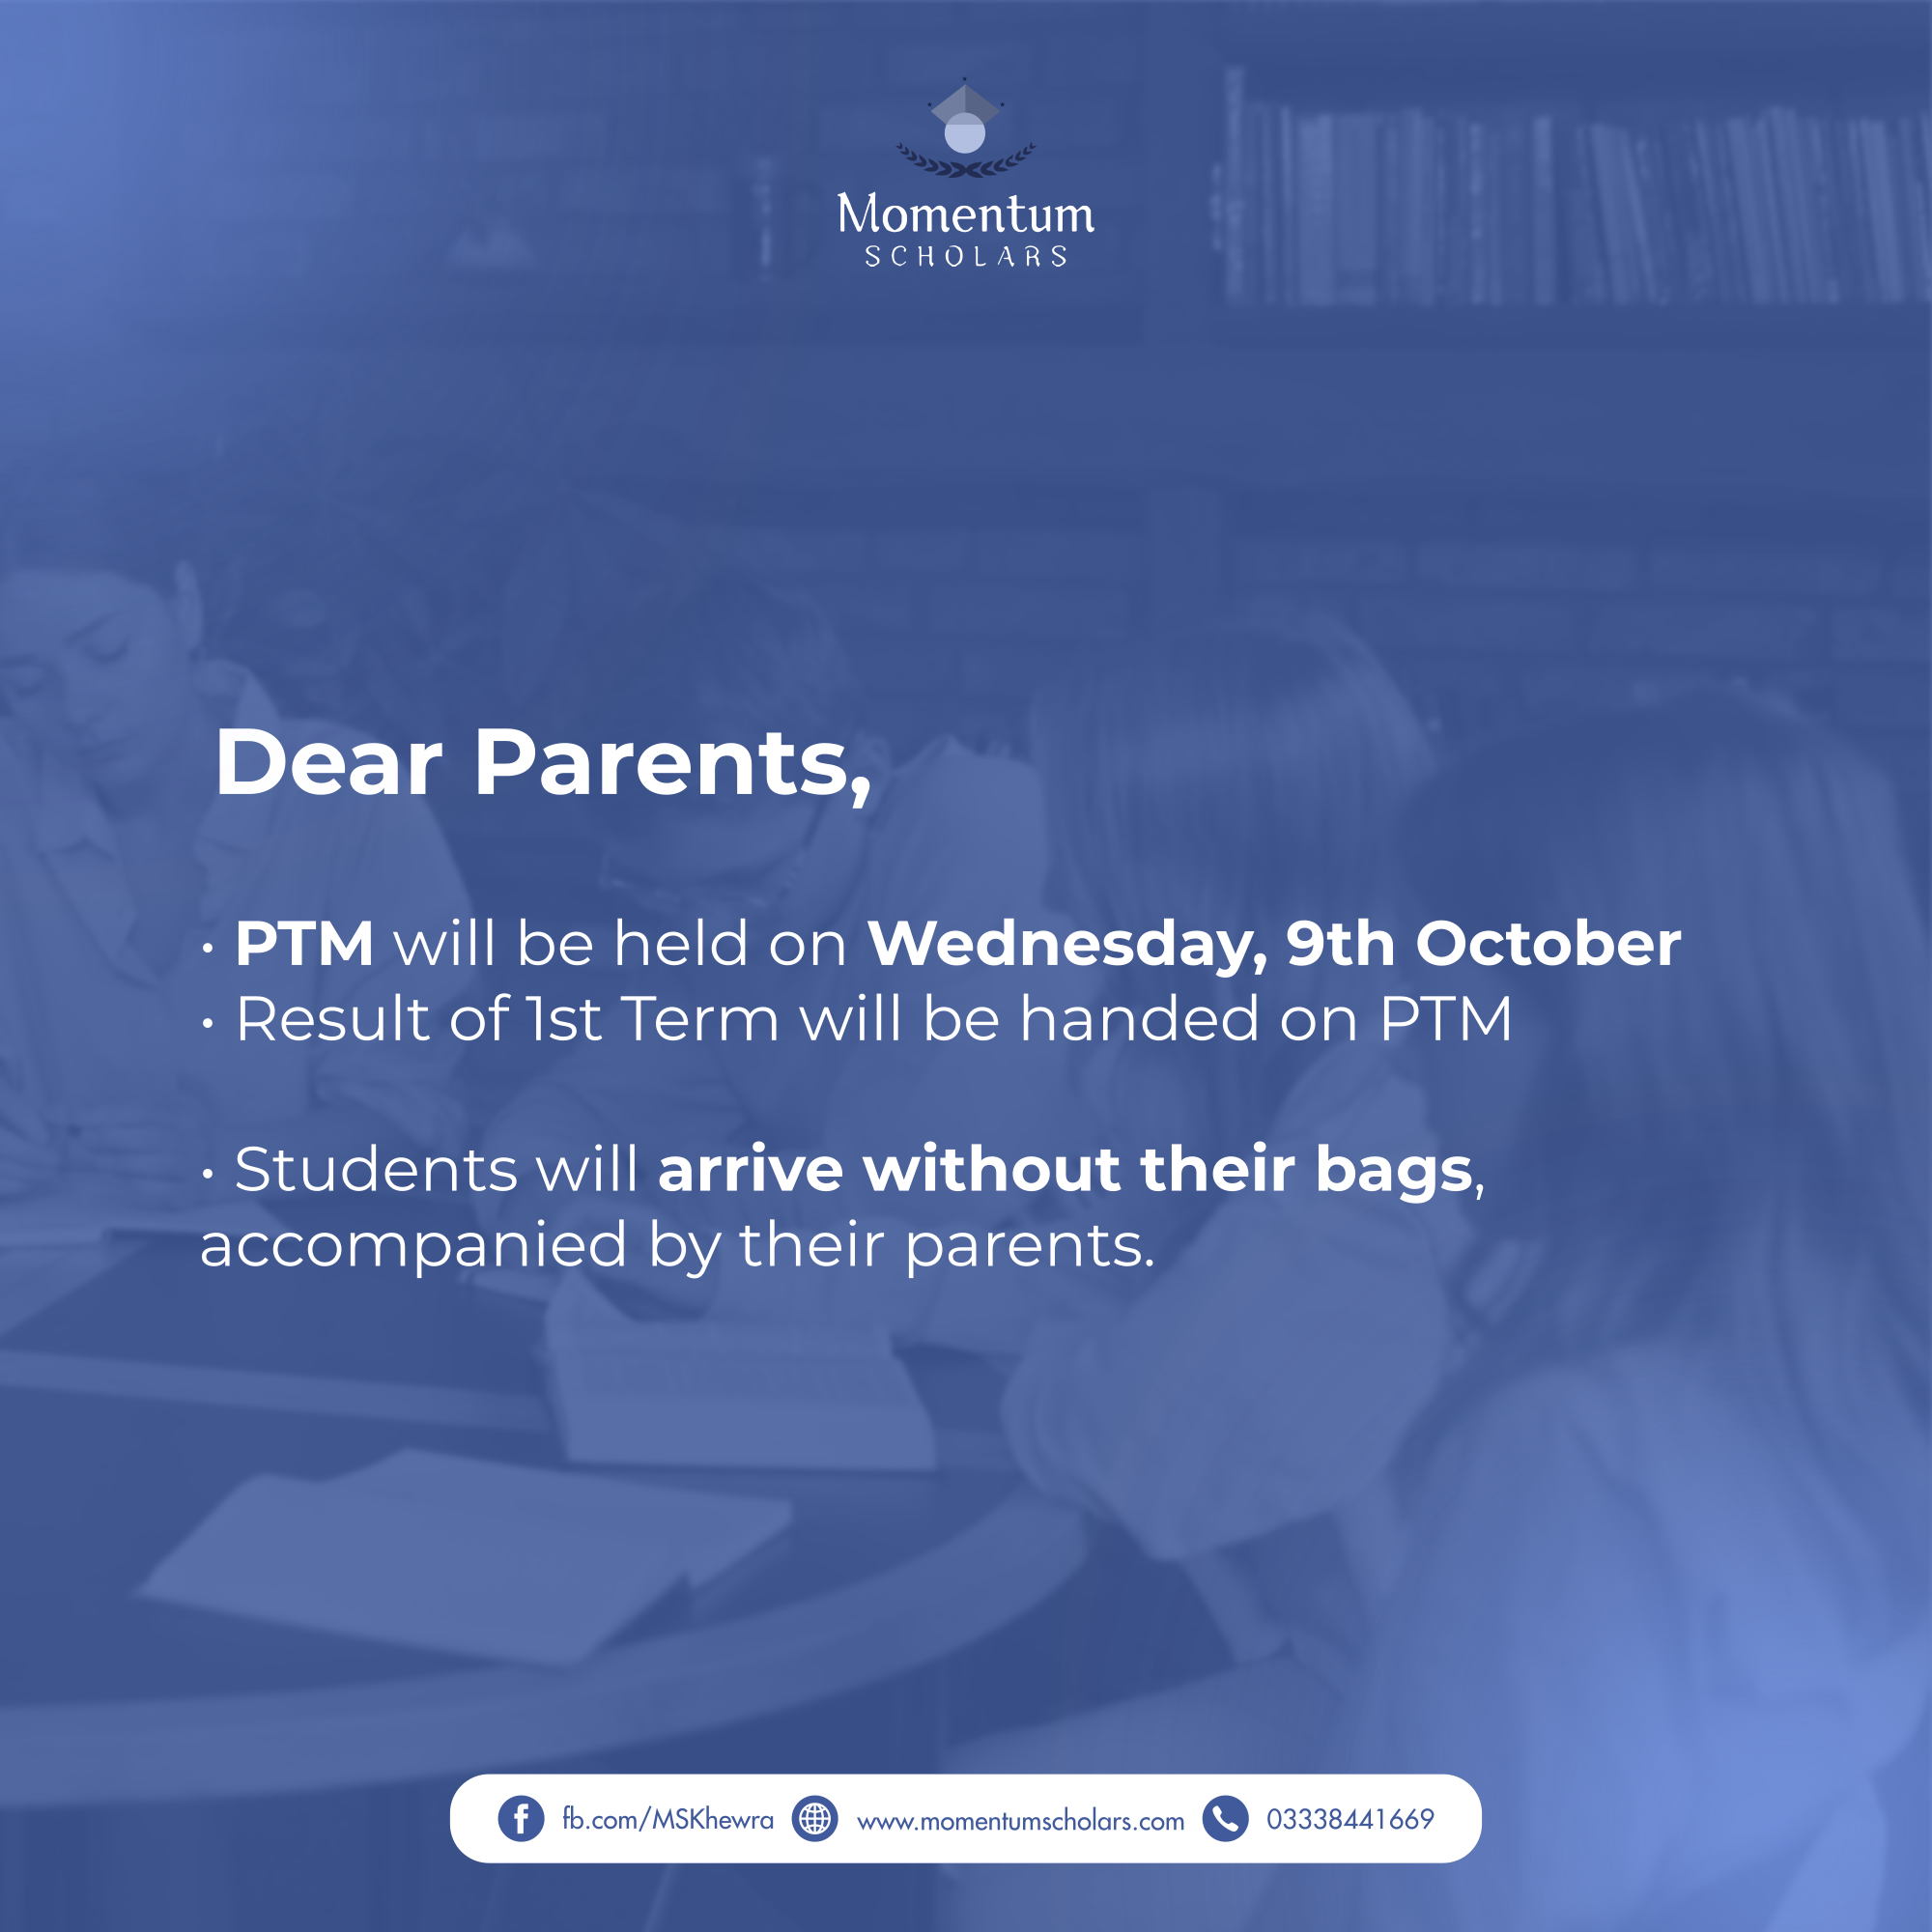 Momentum
SCHOLARS
Dear Parents,
• PTM will be held on Wednesday, 9th October
• Result of 1st Term will be handed on PTM
• Students will arrive without their bags,
accompanied by their parents.
fb.com/MSKhewra www.momentumscholars.com 03338441669